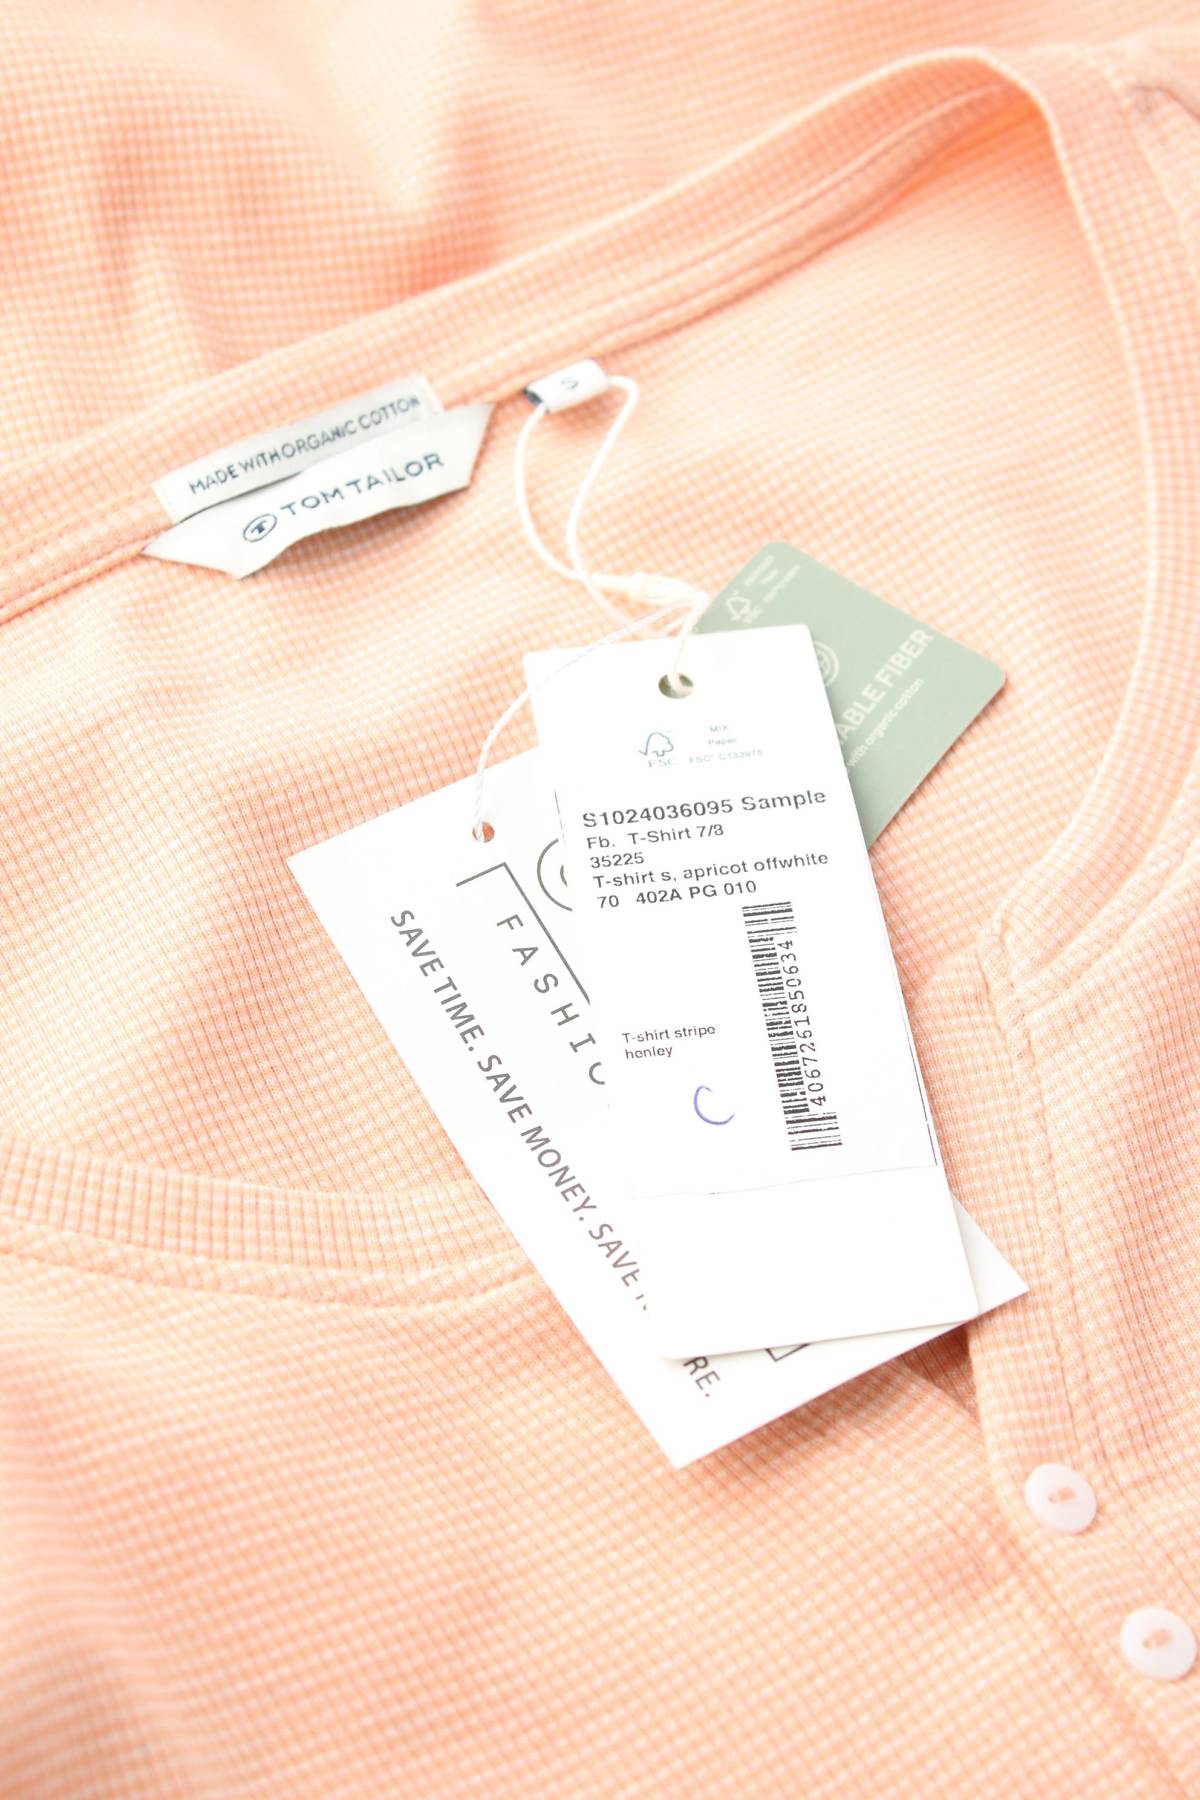 MADE WITH ORGANIC COTTON
TOM TAILOR
S
ABLE FIBER
with organic cotton
FSC
MIX
Paper
FSC® C133975
S1024036095 Sample
Fb. T-Shirt 7/8
35225
T-shirt s, apricot offwhite
70 402A PG 010
4067261850634
T-shirt stripe
henley
C
FASHIO
SAVE TIME. SAVE MONEY. SAVE
RE.